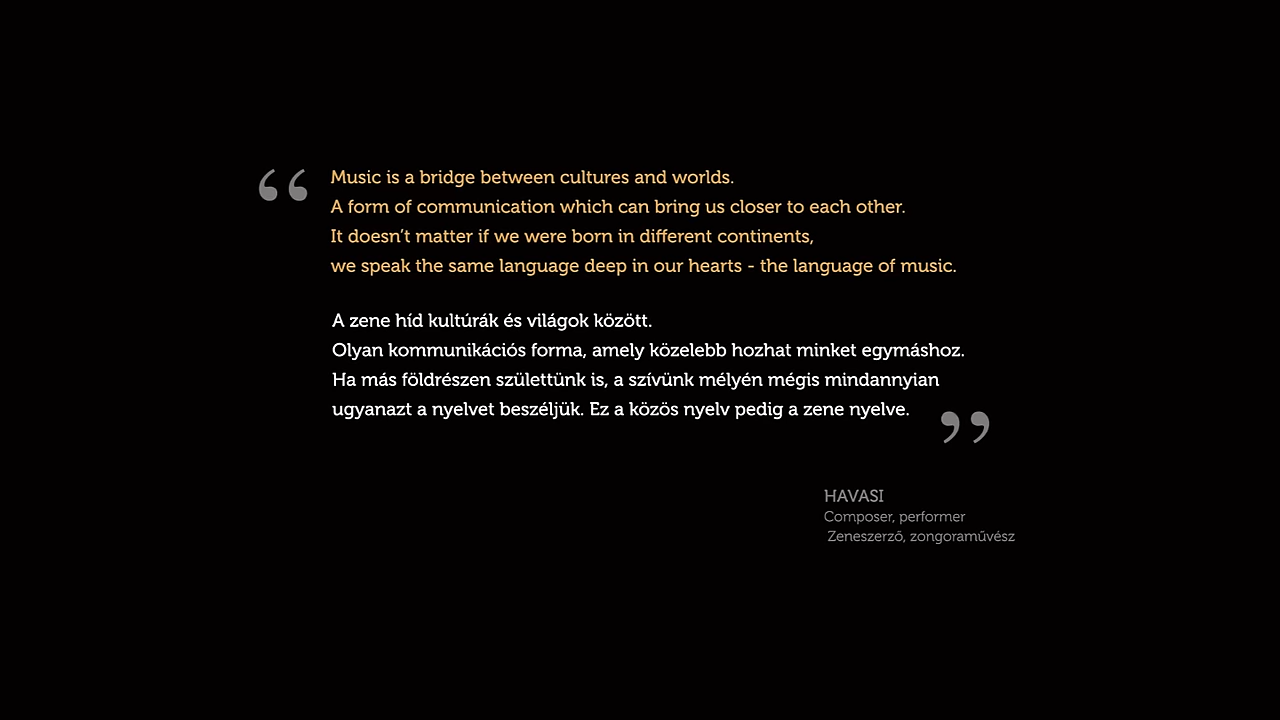 “ Music is a bridge between cultures and worlds.
A form of communication which can bring us closer to each other.
It doesn’t matter if we were born in different continents,
we speak the same language deep in our hearts - the language of music.
A zene híd kultúrák és világok között.
Olyan kommunikációs forma, amely közelebb hozhat minket egymáshoz.
Ha más földrészen születtünk is, a szívünk mélyén mégis mindannyian
ugyanazt a nyelvet beszéljük. Ez a közös nyelv pedig a zene nyelve. ”
HAVASI
Composer, performer
Zeneszerző, zongoraművész